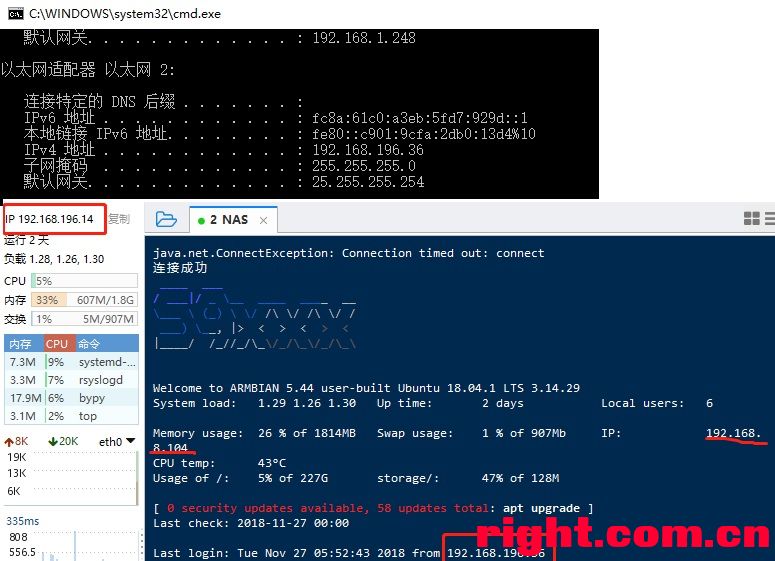 C:\WINDOWS\system32\cmd.exe
默认网关. . . . . . . . . . . . . : 192.168.1.248
以太网适配器 以太网 2:
连接特定的 DNS 后缀 . . . . . . . :
IPv6 地址 . . . . . . . . . . . . : fc8a:61c0:a3eb:5fd7:929d::1
本地链接 IPv6 地址. . . . . . . . : fe80::c901:9cfa:2db0:13d4%10
IPv4 地址 . . . . . . . . . . . . : 192.168.196.36
子网掩码 . . . . . . . . . . . . : 255.255.255.0
默认网关. . . . . . . . . . . . . : 25.255.255.254
IP 192.168.196.14 复制
运行 2 天
负载 1.28, 1.26, 1.30
CPU 5%
内存 33% 607M/1.8G
交换 1% 5M/907M
内存 CPU 命令
7.3M 9% systemd-...
3.3M 7% rsyslogd
17.9M 6% bypy
3.1M 2% top
8K 20K eth0
19K
13K
6K
335ms
808
556.5
2 NAS
java.net.ConnectException: Connection timed out: connect
连接成功
Welcome to ARMBIAN 5.44 user-built Ubuntu 18.04.1 LTS 3.14.29
System load: 1.29 1.26 1.30 Up time: 2 days Local users: 6
Memory usage: 26 % of 1814MB Swap usage: 1 % of 907Mb IP: 192.168.
8.104
CPU temp: 43°C
Usage of /: 5% of 227G storage/: 47% of 128M
[ 0 security updates available, 58 updates total: apt upgrade ]
Last check: 2018-11-27 00:00
Last login: Tue Nov 27 05:52:43 2018 from
right.com.cn